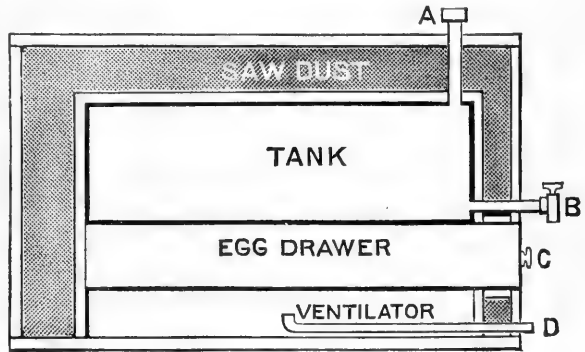 A
SAW DUST
TANK
B
EGG DRAWER
C
VENTILATOR
D